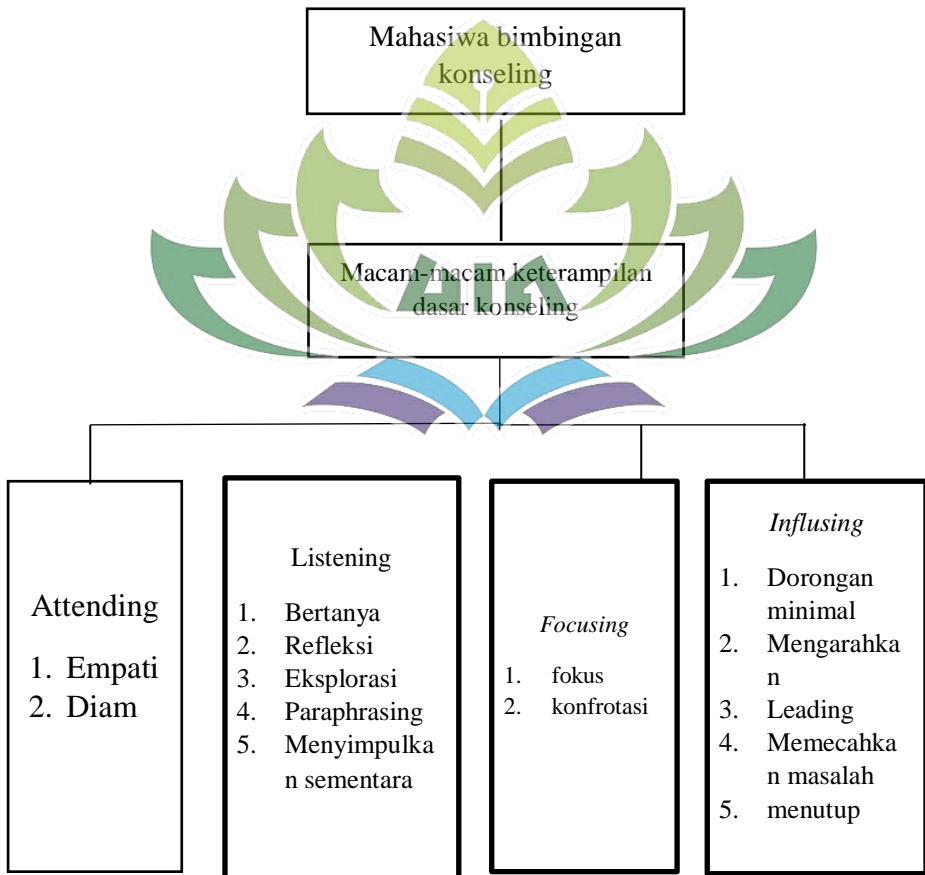 Mahasiwa bimbingan
konseling
Macam-macam keterampilan
dasar konseling
Attending
1. Empati
2. Diam
Listening
1. Bertanya
2. Refleksi
3. Eksplorasi
4. Paraphrasing
5. Menyimpulka
n sementara
Focusing
1. fokus
2. konfrotasi
Influsing
1. Dorongan
minimal
2. Mengarahka
n
3. Leading
4. Memecahka
n masalah
5. menutup